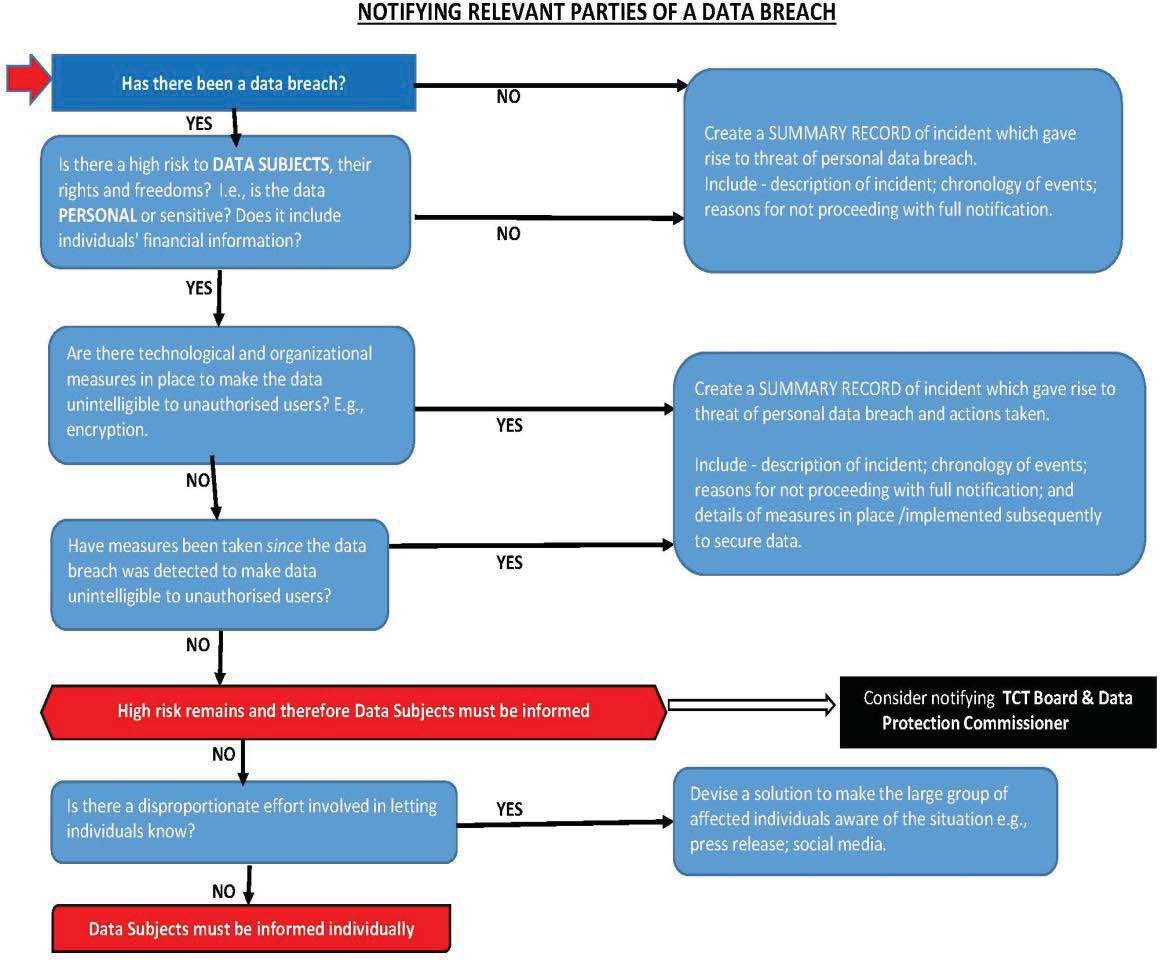 NOTIFYING RELEVANT PARTIES OF A DATA BREACH
Has there been a data breach?
NO
YES
Create a SUMMARY RECORD of incident which gave
rise to threat of personal data breach.
Include - description of incident; chronology of events;
reasons for not proceeding with full notification.
Is there a high risk to DATA SUBJECTS, their
rights and freedoms? I.e., is the data
PERSONAL or sensitive? Does it include
individuals' financial information?
NO
YES
Are there technological and organizational
measures in place to make the data
unintelligible to unauthorised users? E.g.,
encryption.
YES
NO
Create a SUMMARY RECORD of incident which gave rise to
threat of personal data breach and actions taken.
Include - description of incident; chronology of events;
reasons for not proceeding with full notification; and
details of measures in place /implemented subsequently
to secure data.
Have measures been taken since the data
breach was detected to make data
unintelligible to unauthorised users?
YES
NO
High risk remains and therefore Data Subjects must be informed
Consider notifying TCT Board & Data
Protection Commissioner
NO
Is there a disproportionate effort involved in letting
individuals know?
YES
Devise a solution to make the large group of
affected individuals aware of the situation e.g.,
press release; social media.
NO
Data Subjects must be informed individually